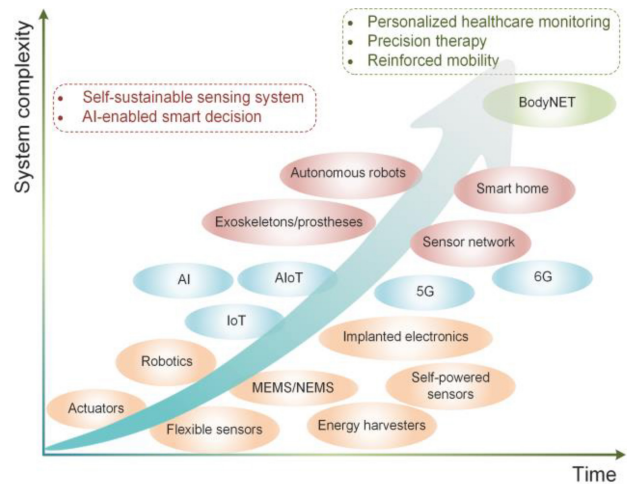 System complexity
• Personalized healthcare monitoring
• Precision therapy
• Reinforced mobility
• Self-sustainable sensing system
• AI-enabled smart decision
BodyNET
Autonomous robots
Smart home
Exoskeletons/prostheses
Sensor network
AI
AIoT
5G
6G
IoT
Implanted electronics
Robotics
MEMS/NEMS
Self-powered
sensors
Actuators
Flexible sensors
Energy harvesters
Time